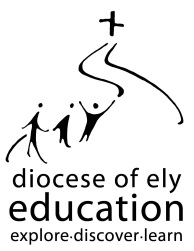 diocese of ely
education
explore·discover·learn